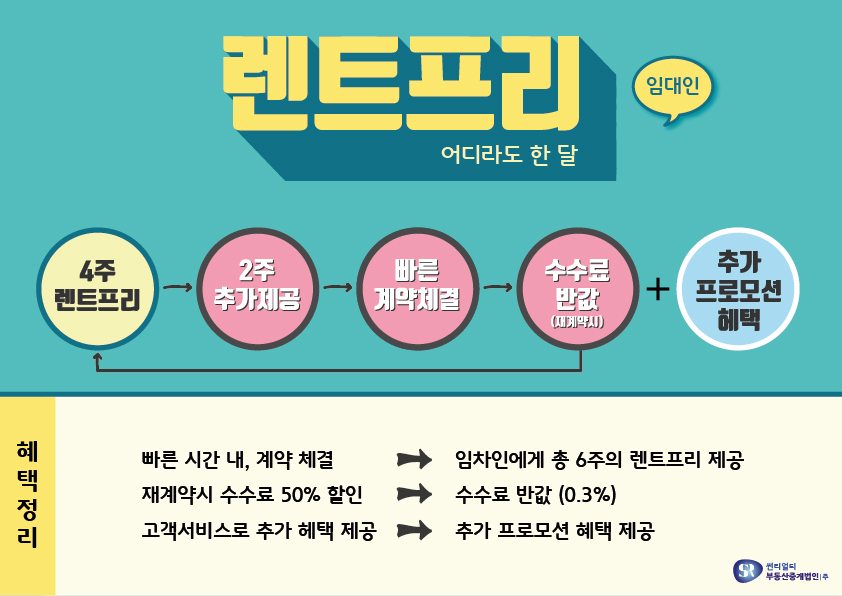 렌트프리
임대인
어디라도 한 달
4주
렌트프리
2주
추가제공
빠른
계약체결
수수료
반값
(재계약시)
+
추가
프로모션
혜택
혜택정리
빠른 시간 내, 계약 체결
임차인에게 총 6주의 렌트프리 제공
재계약시 수수료 50% 할인
수수료 반값 (0.3%)
고객서비스로 추가 헤택 제공
추가 프로모션 혜택 제공
SR
썬리얼티
부동산중개법인|주